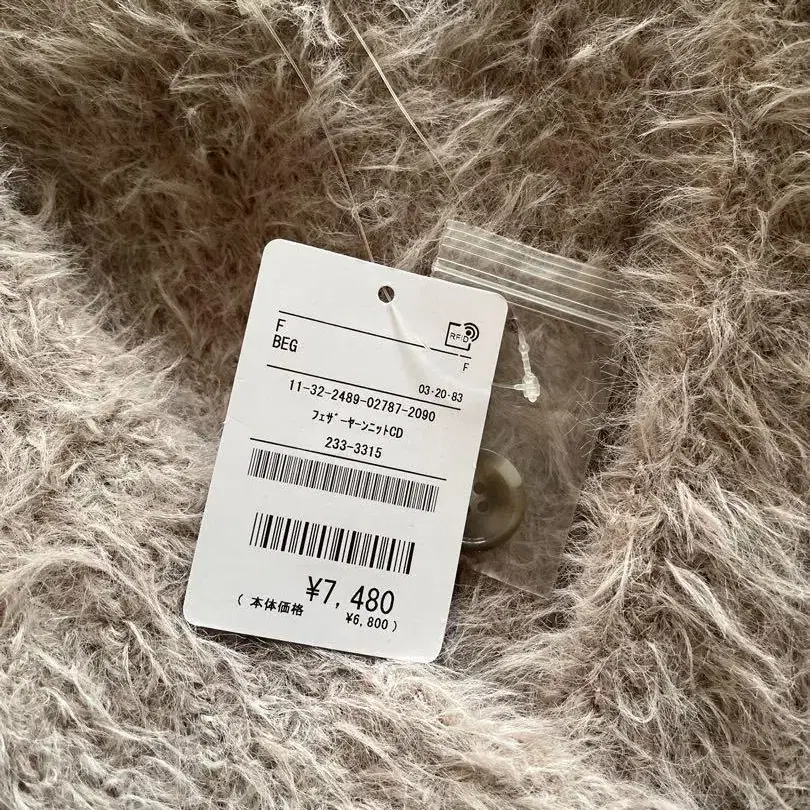 F
BEG
RFID
F
03・20・83
11-32-2489-02787-2090
ﾌｪｻﾞｰﾔｰﾝﾆｯﾄCD
233-3315
¥7,480
(本体価格 ¥6,800)